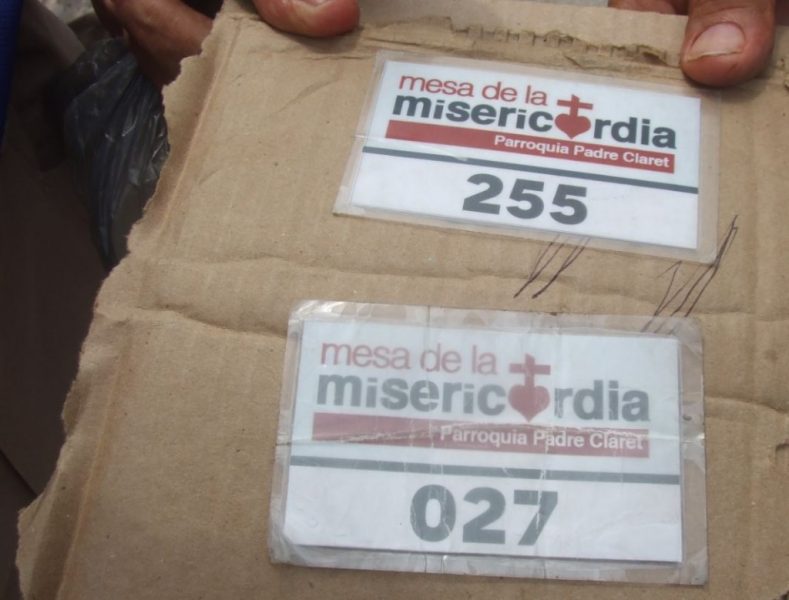 mesa de la
misericordia
Parroquia Padre Claret
255
mesa de la
misericordia
Parroquia Padre Claret
027